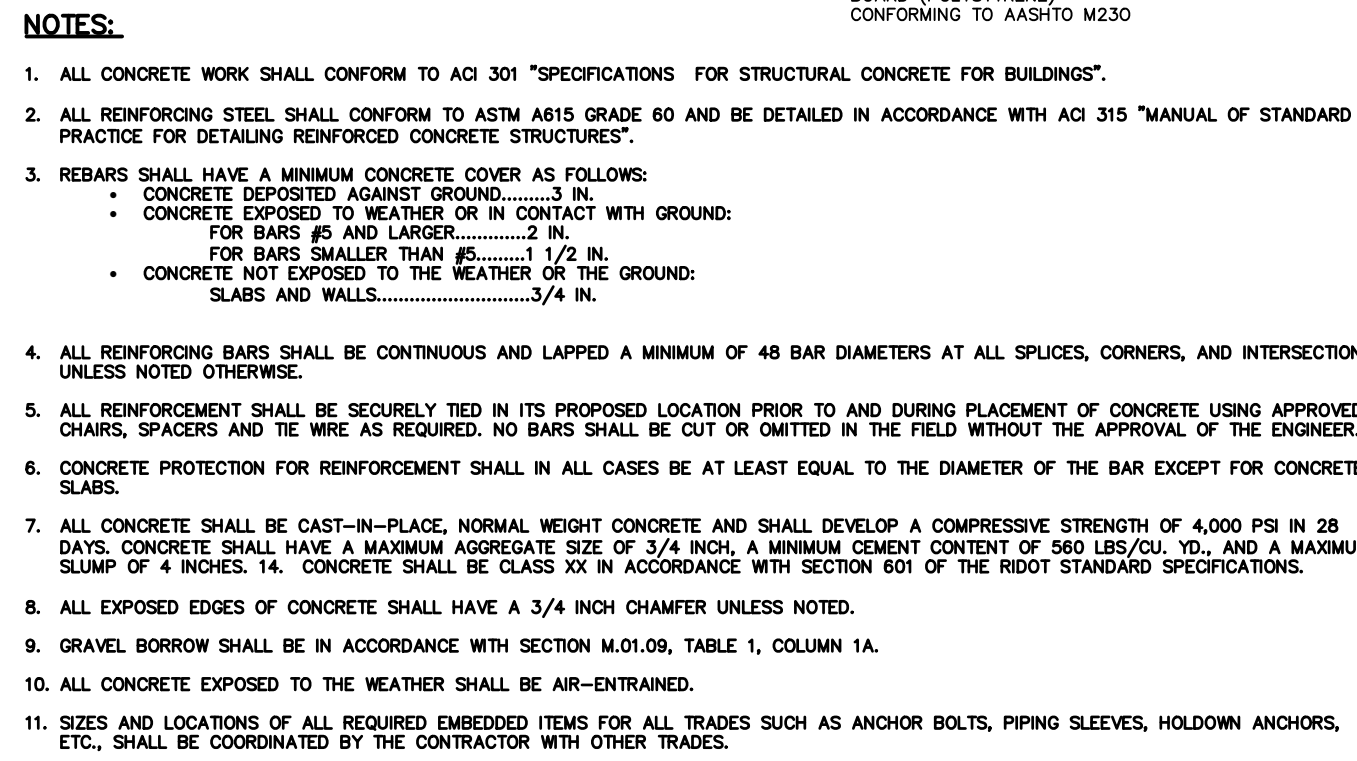 CONFORMING TO AASHTO M230
NOTES:
1. ALL CONCRETE WORK SHALL CONFORM TO ACI 301 "SPECIFICATIONS FOR STRUCTURAL CONCRETE FOR BUILDINGS".
2. ALL REINFORCING STEEL SHALL CONFORM TO ASTM A615 GRADE 60 AND BE DETAILED IN ACCORDANCE WITH ACI 315 "MANUAL OF STANDARD
PRACTICE FOR DETAILING REINFORCED CONCRETE STRUCTURES".
3. REBARS SHALL HAVE A MINIMUM CONCRETE COVER AS FOLLOWS:
• CONCRETE DEPOSITED AGAINST GROUND.........3 IN.
• CONCRETE EXPOSED TO WEATHER OR IN CONTACT WITH GROUND:
FOR BARS #5 AND LARGER.............2 IN.
FOR BARS SMALLER THAN #5.........1 1/2 IN.
• CONCRETE NOT EXPOSED TO THE WEATHER OR THE GROUND:
SLABS AND WALLS............................3/4 IN.
4. ALL REINFORCING BARS SHALL BE CONTINUOUS AND LAPPED A MINIMUM OF 48 BAR DIAMETERS AT ALL SPLICES, CORNERS, AND INTERSECTION
UNLESS NOTED OTHERWISE.
5. ALL REINFORCEMENT SHALL BE SECURELY TIED IN ITS PROPOSED LOCATION PRIOR TO AND DURING PLACEMENT OF CONCRETE USING APPROVED
CHAIRS, SPACERS AND TIE WIRE AS REQUIRED. NO BARS SHALL BE CUT OR OMITTED IN THE FIELD WITHOUT THE APPROVAL OF THE ENGINEER.
6. CONCRETE PROTECTION FOR REINFORCEMENT SHALL IN ALL CASES BE AT LEAST EQUAL TO THE DIAMETER OF THE BAR EXCEPT FOR CONCRETE
SLABS.
7. ALL CONCRETE SHALL BE CAST-IN-PLACE, NORMAL WEIGHT CONCRETE AND SHALL DEVELOP A COMPRESSIVE STRENGTH OF 4,000 PSI IN 28
DAYS. CONCRETE SHALL HAVE A MAXIMUM AGGREGATE SIZE OF 3/4 INCH, A MINIMUM CEMENT CONTENT OF 560 LBS/CU. YD., AND A MAXIMU
SLUMP OF 4 INCHES. 14. CONCRETE SHALL BE CLASS XX IN ACCORDANCE WITH SECTION 601 OF THE RIDOT STANDARD SPECIFICATIONS.
8. ALL EXPOSED EDGES OF CONCRETE SHALL HAVE A 3/4 INCH CHAMFER UNLESS NOTED.
9. GRAVEL BORROW SHALL BE IN ACCORDANCE WITH SECTION M.01.09, TABLE 1, COLUMN 1A.
10. ALL CONCRETE EXPOSED TO THE WEATHER SHALL BE AIR-ENTRAINED.
11. SIZES AND LOCATIONS OF ALL REQUIRED EMBEDDED ITEMS FOR ALL TRADES SUCH AS ANCHOR BOLTS, PIPING SLEEVES, HOLDOWN ANCHORS,
ETC., SHALL BE COORDINATED BY THE CONTRACTOR WITH OTHER TRADES.